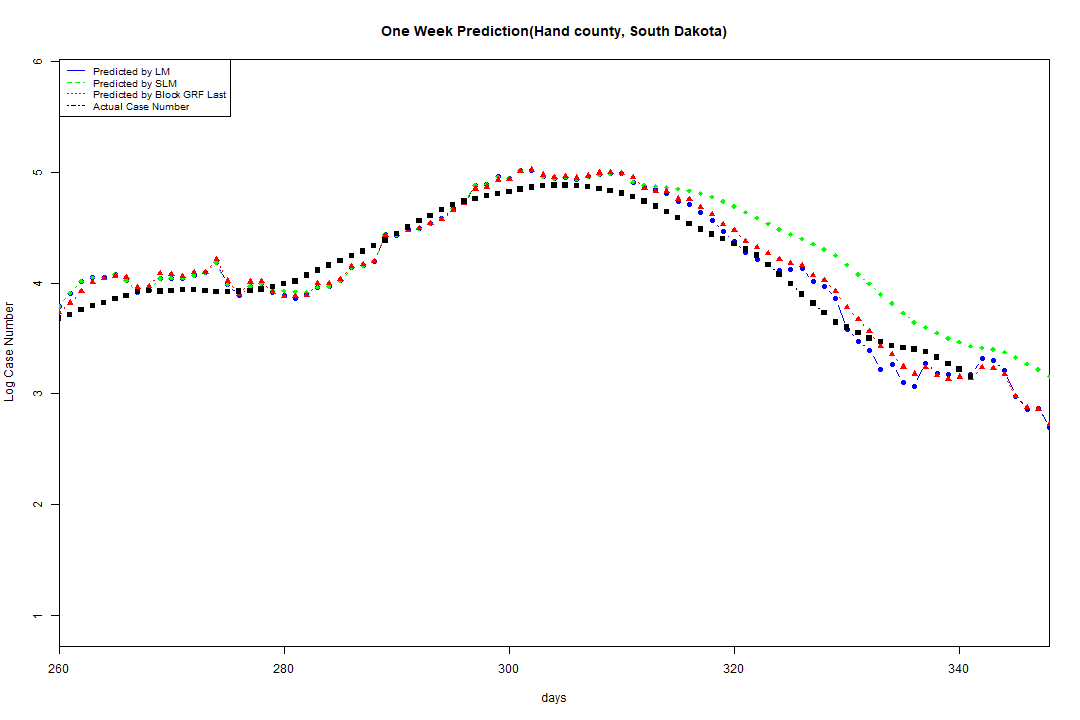 One Week Prediction(Hand county, South Dakota)
Predicted by LM
Predicted by SLM
Predicted by Block GRF Last
Actual Case Number
6
5
4
3
2
1
Log Case Number
260 280 300 320 340
days